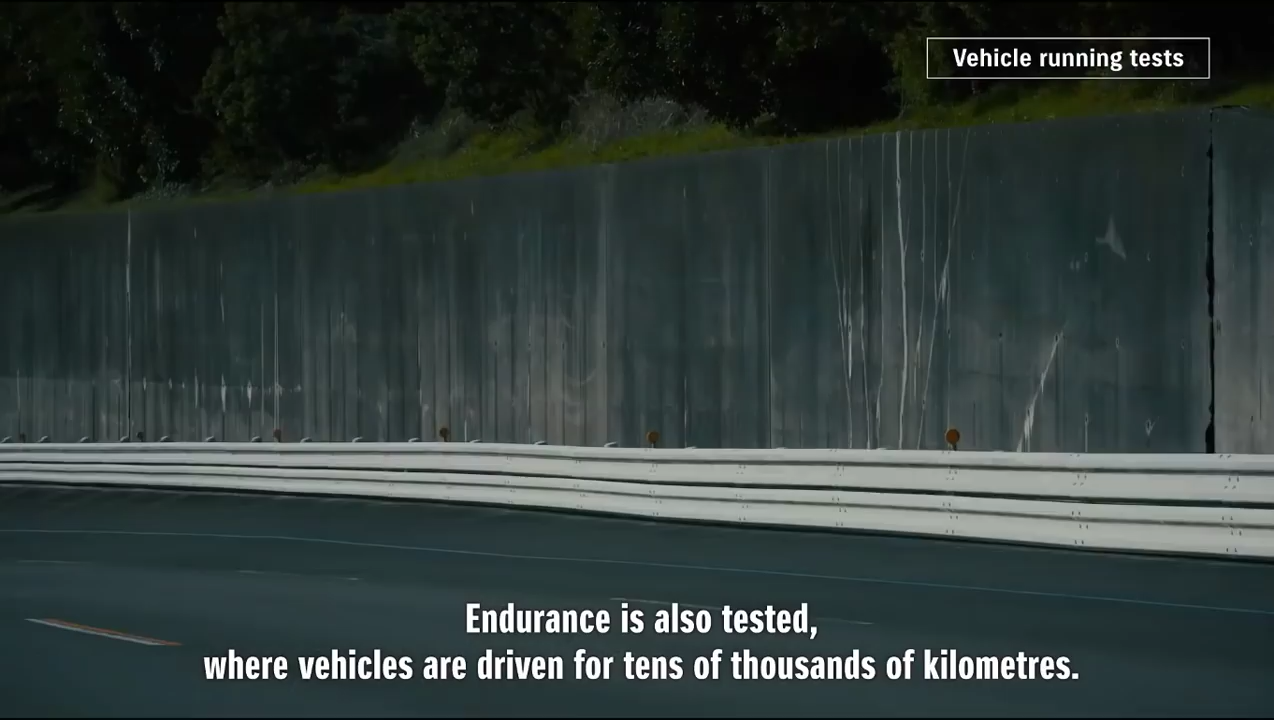 Vehicle running tests
Endurance is also tested,
where vehicles are driven for tens of thousands of kilometres.